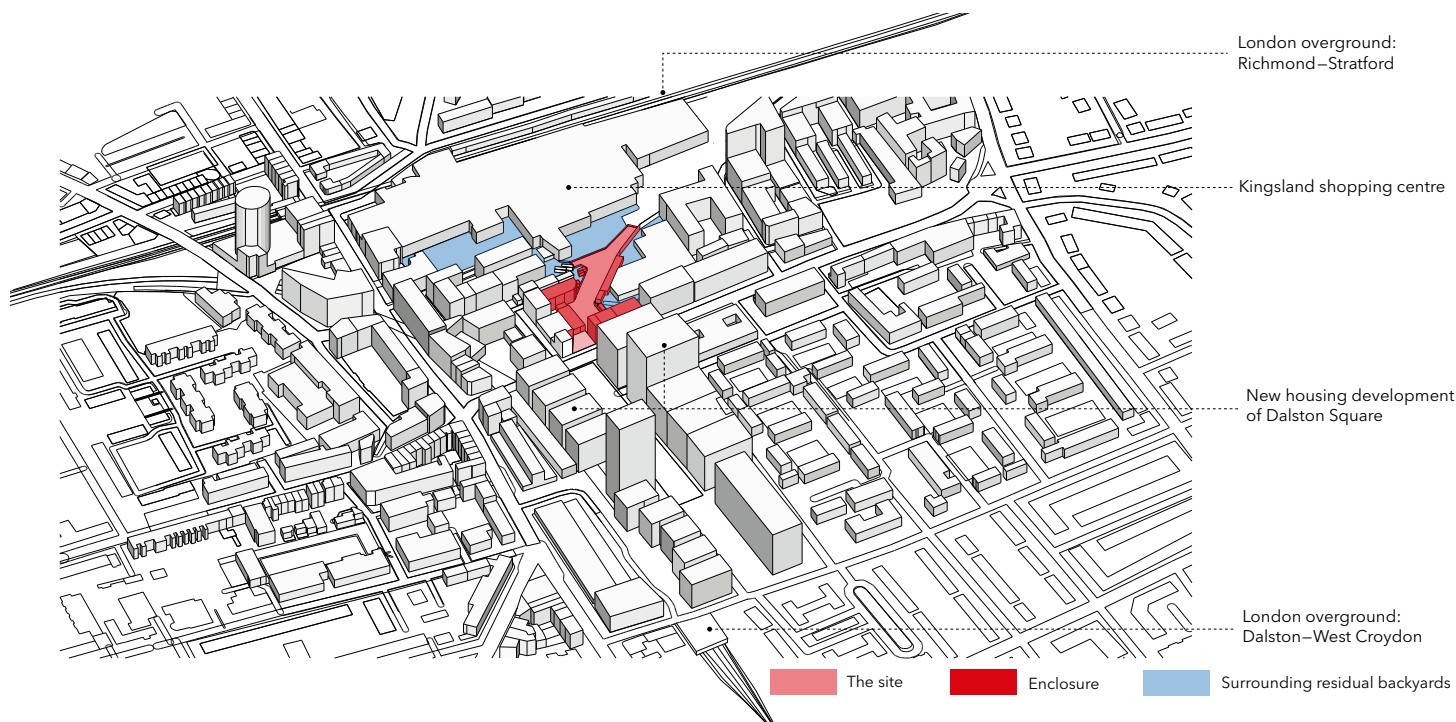 London overground:
Richmond–Stratford
Kingsland shopping centre
New housing development
of Dalston Square
London overground:
Dalston–West Croydon
The site
Enclosure
Surrounding residual backyards